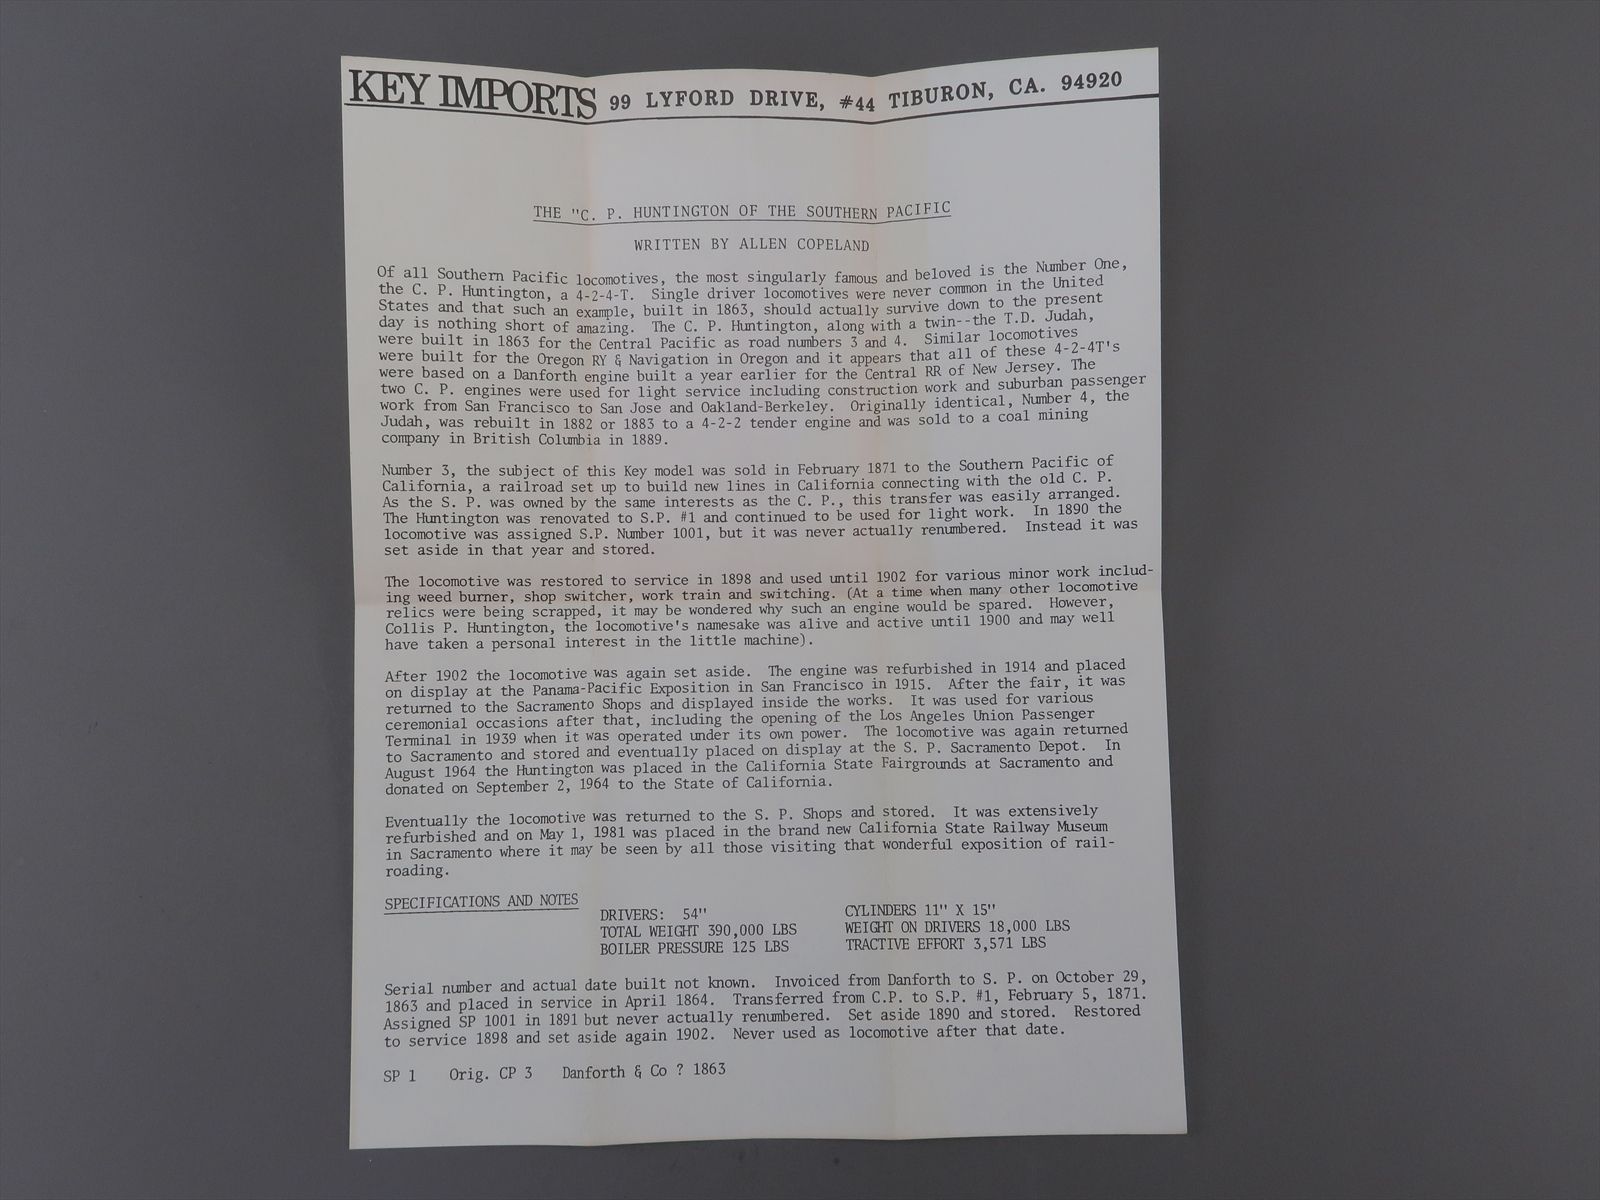 KEY IMPORTS 99 LYFORD DRIVE, #44 TIBURON, CA. 94920
THE "C. P. HUNTINGTON OF THE SOUTHERN PACIFIC
WRITTEN BY ALLEN COPELAND
Of all Southern Pacific locomotives, the most singularly famous and beloved is the Number One,
the C. P. Huntington, a 4-2-4-T. Single driver locomotives were never common in the United
States and that such an example, built in 1863, should actually survive down to the present
day is nothing short of amazing. The C. P. Huntington, along with a twin--the T.D. Judah,
were built in 1863 for the Central Pacific as road numbers 3 and 4. Similar locomotives
were built for the Oregon RY & Navigation in Oregon and it appears that all of these 4-2-4T's
were based on a Danforth engine built a year earlier for the Central RR of New Jersey. The
two C. P. engines were used for light service including construction work and suburban passenger
work from San Francisco to San Jose and Oakland-Berkeley. Originally identical, Number 4, the
Judah, was rebuilt in 1882 or 1883 to a 4-2-2 tender engine and was sold to a coal mining
company in British Columbia in 1889.
Number 3, the subject of this Key model was sold in February 1871 to the Southern Pacific of
California, a railroad set up to build new lines in California connecting with the old C. P.
As the S. P. was owned by the same interests as the C. P., this transfer was easily arranged.
The Huntington was renovated to S.P. #1 and continued to be used for light work. In 1890 the
locomotive was assigned S.P. Number 1001, but it was never actually renumbered. Instead it was
set aside in that year and stored.
The locomotive was restored to service in 1898 and used until 1902 for various minor work includ-
ing weed burner, shop switcher, work train and switching. (At a time when many other locomotive
relics were being scrapped, it may be wondered why such an engine would be spared. However,
Collis P. Huntington, the locomotive's namesake was alive and active until 1900 and may well
have taken a personal interest in the little machine).
After 1902 the locomotive was again set aside. The engine was refurbished in 1914 and placed
on display at the Panama-Pacific Exposition in San Francisco in 1915. After the fair, it was
returned to the Sacramento Shops and displayed inside the works. It was used for various
ceremonial occasions after that, including the opening of the Los Angeles Union Passenger
Terminal in 1939 when it was operated under its own power. The locomotive was again returned
to Sacramento and stored and eventually placed on display at the S. P. Sacramento Depot. In
August 1964 the Huntington was placed in the California State Fairgrounds at Sacramento and
donated on September 2, 1964 to the State of California.
Eventually the locomotive was returned to the S. P. Shops and stored. It was extensively
refurbished and on May 1, 1981 was placed in the brand new California State Railway Museum
in Sacramento where it may be seen by all those visiting that wonderful exposition of rail-
roading.
SPECIFICATIONS AND NOTES
DRIVERS: 54" CYLINDERS 11" X 15"
TOTAL WEIGHT 390,000 LBS WEIGHT ON DRIVERS 18,000 LBS
BOILER PRESSURE 125 LBS TRACTIVE EFFORT 3,571 LBS
Serial number and actual date built not known. Invoiced from Danforth to S. P. on October 29,
1863 and placed in service in April 1864. Transferred from C.P. to S.P. #1, February 5, 1871.
Assigned SP 1001 in 1891 but never actually renumbered. Set aside 1890 and stored. Restored
to service 1898 and set aside again 1902. Never used as locomotive after that date.
SP 1 Orig. CP 3 Danforth & Co ? 1863